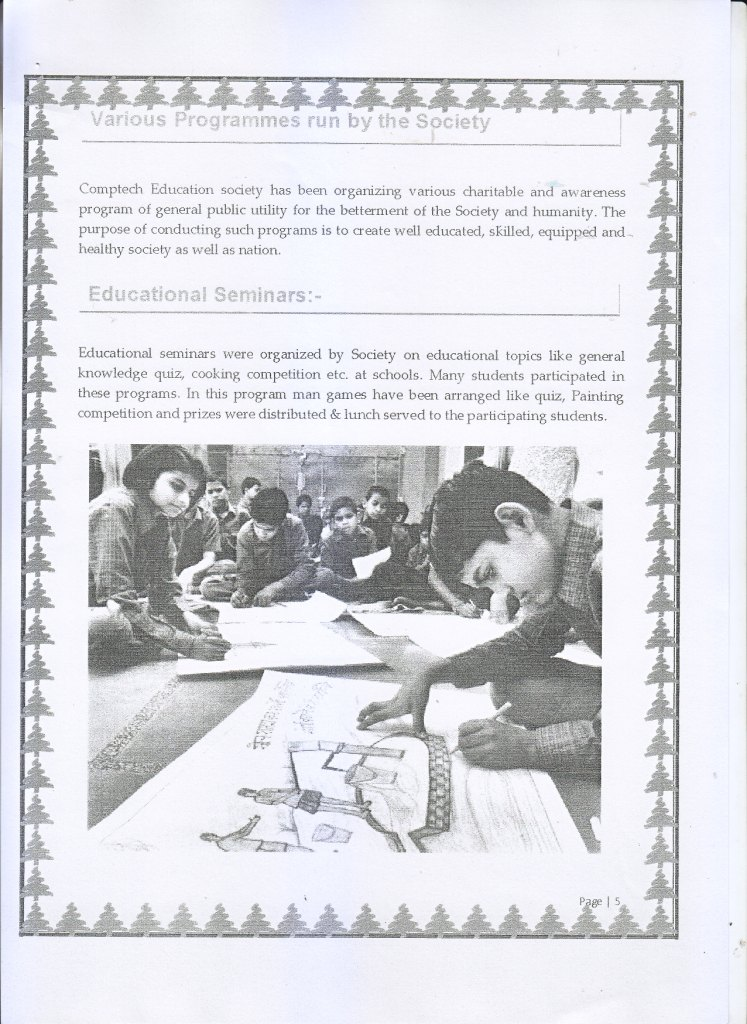 Various Programmes run by the Society
Comptech Education society has been organizing various charitable and awareness
program of general public utility for the betterment of the Society and humanity. The
purpose of conducting such programs is to create well educated, skilled, equipped and
healthy society as well as nation.
Educational Seminars:-
Educational seminars were organized by Society on educational topics like general
knowledge quiz, cooking competition etc. at schools. Many students participated in
these programs. In this program man games have been arranged like quiz, Painting
competition and prizes were distributed & lunch served to the participating students.
Page | 5